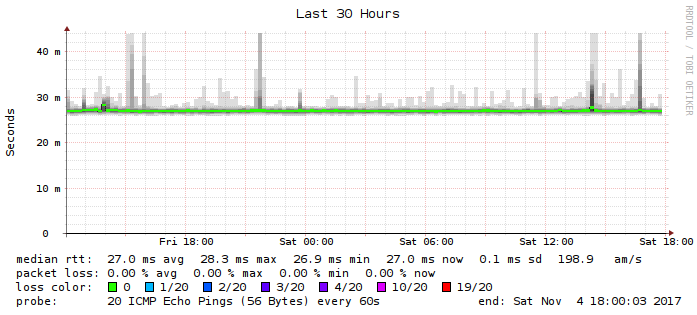 Last 30 Hours
RRDTOOL / TOBI OETIKER
Seconds
40 m
30 m
20 m
10 m
0
Fri 18:00 Sat 00:00 Sat 06:00 Sat 12:00 Sat 18:00
median rtt: 27.0 ms avg 28.3 ms max 26.9 ms min 27.0 ms now 0.1 ms sd 198.9 am/s
packet loss: 0.00 % avg 0.00 % max 0.00 % min 0.00 % now
loss color: 0 1/20 2/20 3/20 4/20 10/20 19/20
probe: 20 ICMP Echo Pings (56 Bytes) every 60s end: Sat Nov 4 18:00:03 2017